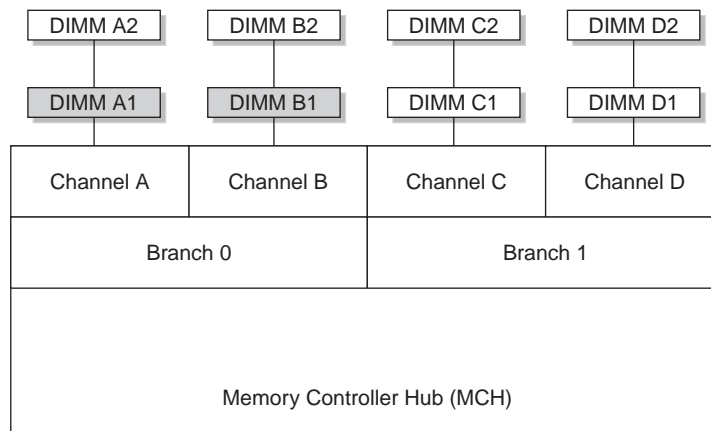 DIMM A2 DIMM B2 DIMM C2 DIMM D2
DIMM A1 DIMM B1 DIMM C1 DIMM D1
Channel A Channel B Channel C Channel D
Branch 0 Branch 1
Memory Controller Hub (MCH)